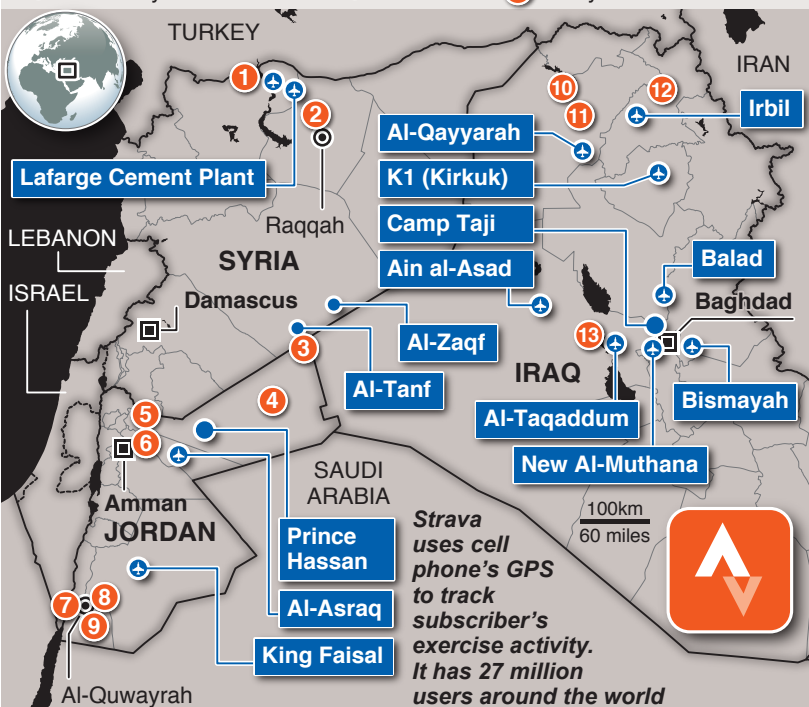 TURKEY
IRAN
1
2
10
11
12
Irbil
Al-Qayyarah
Lafarge Cement Plant
K1 (Kirkuk)
Raqqah
Camp Taji
LEBANON
SYRIA
Ain al-Asad
Balad
ISRAEL
Damascus
Baghdad
3
Al-Zaqf
13
IRAQ
Al-Tanf
4
Al-Taqaddum
Bismayah
5
6
New Al-Muthana
SAUDI
ARABIA
Amman
JORDAN
100km
60 miles
Prince
Hassan
Al-Asraq
King Faisal
7
8
9
Al-Quwayrah
Strava
uses cell
phone's GPS
to track
subscriber's
exercise activity.
It has 27 million
users around the world